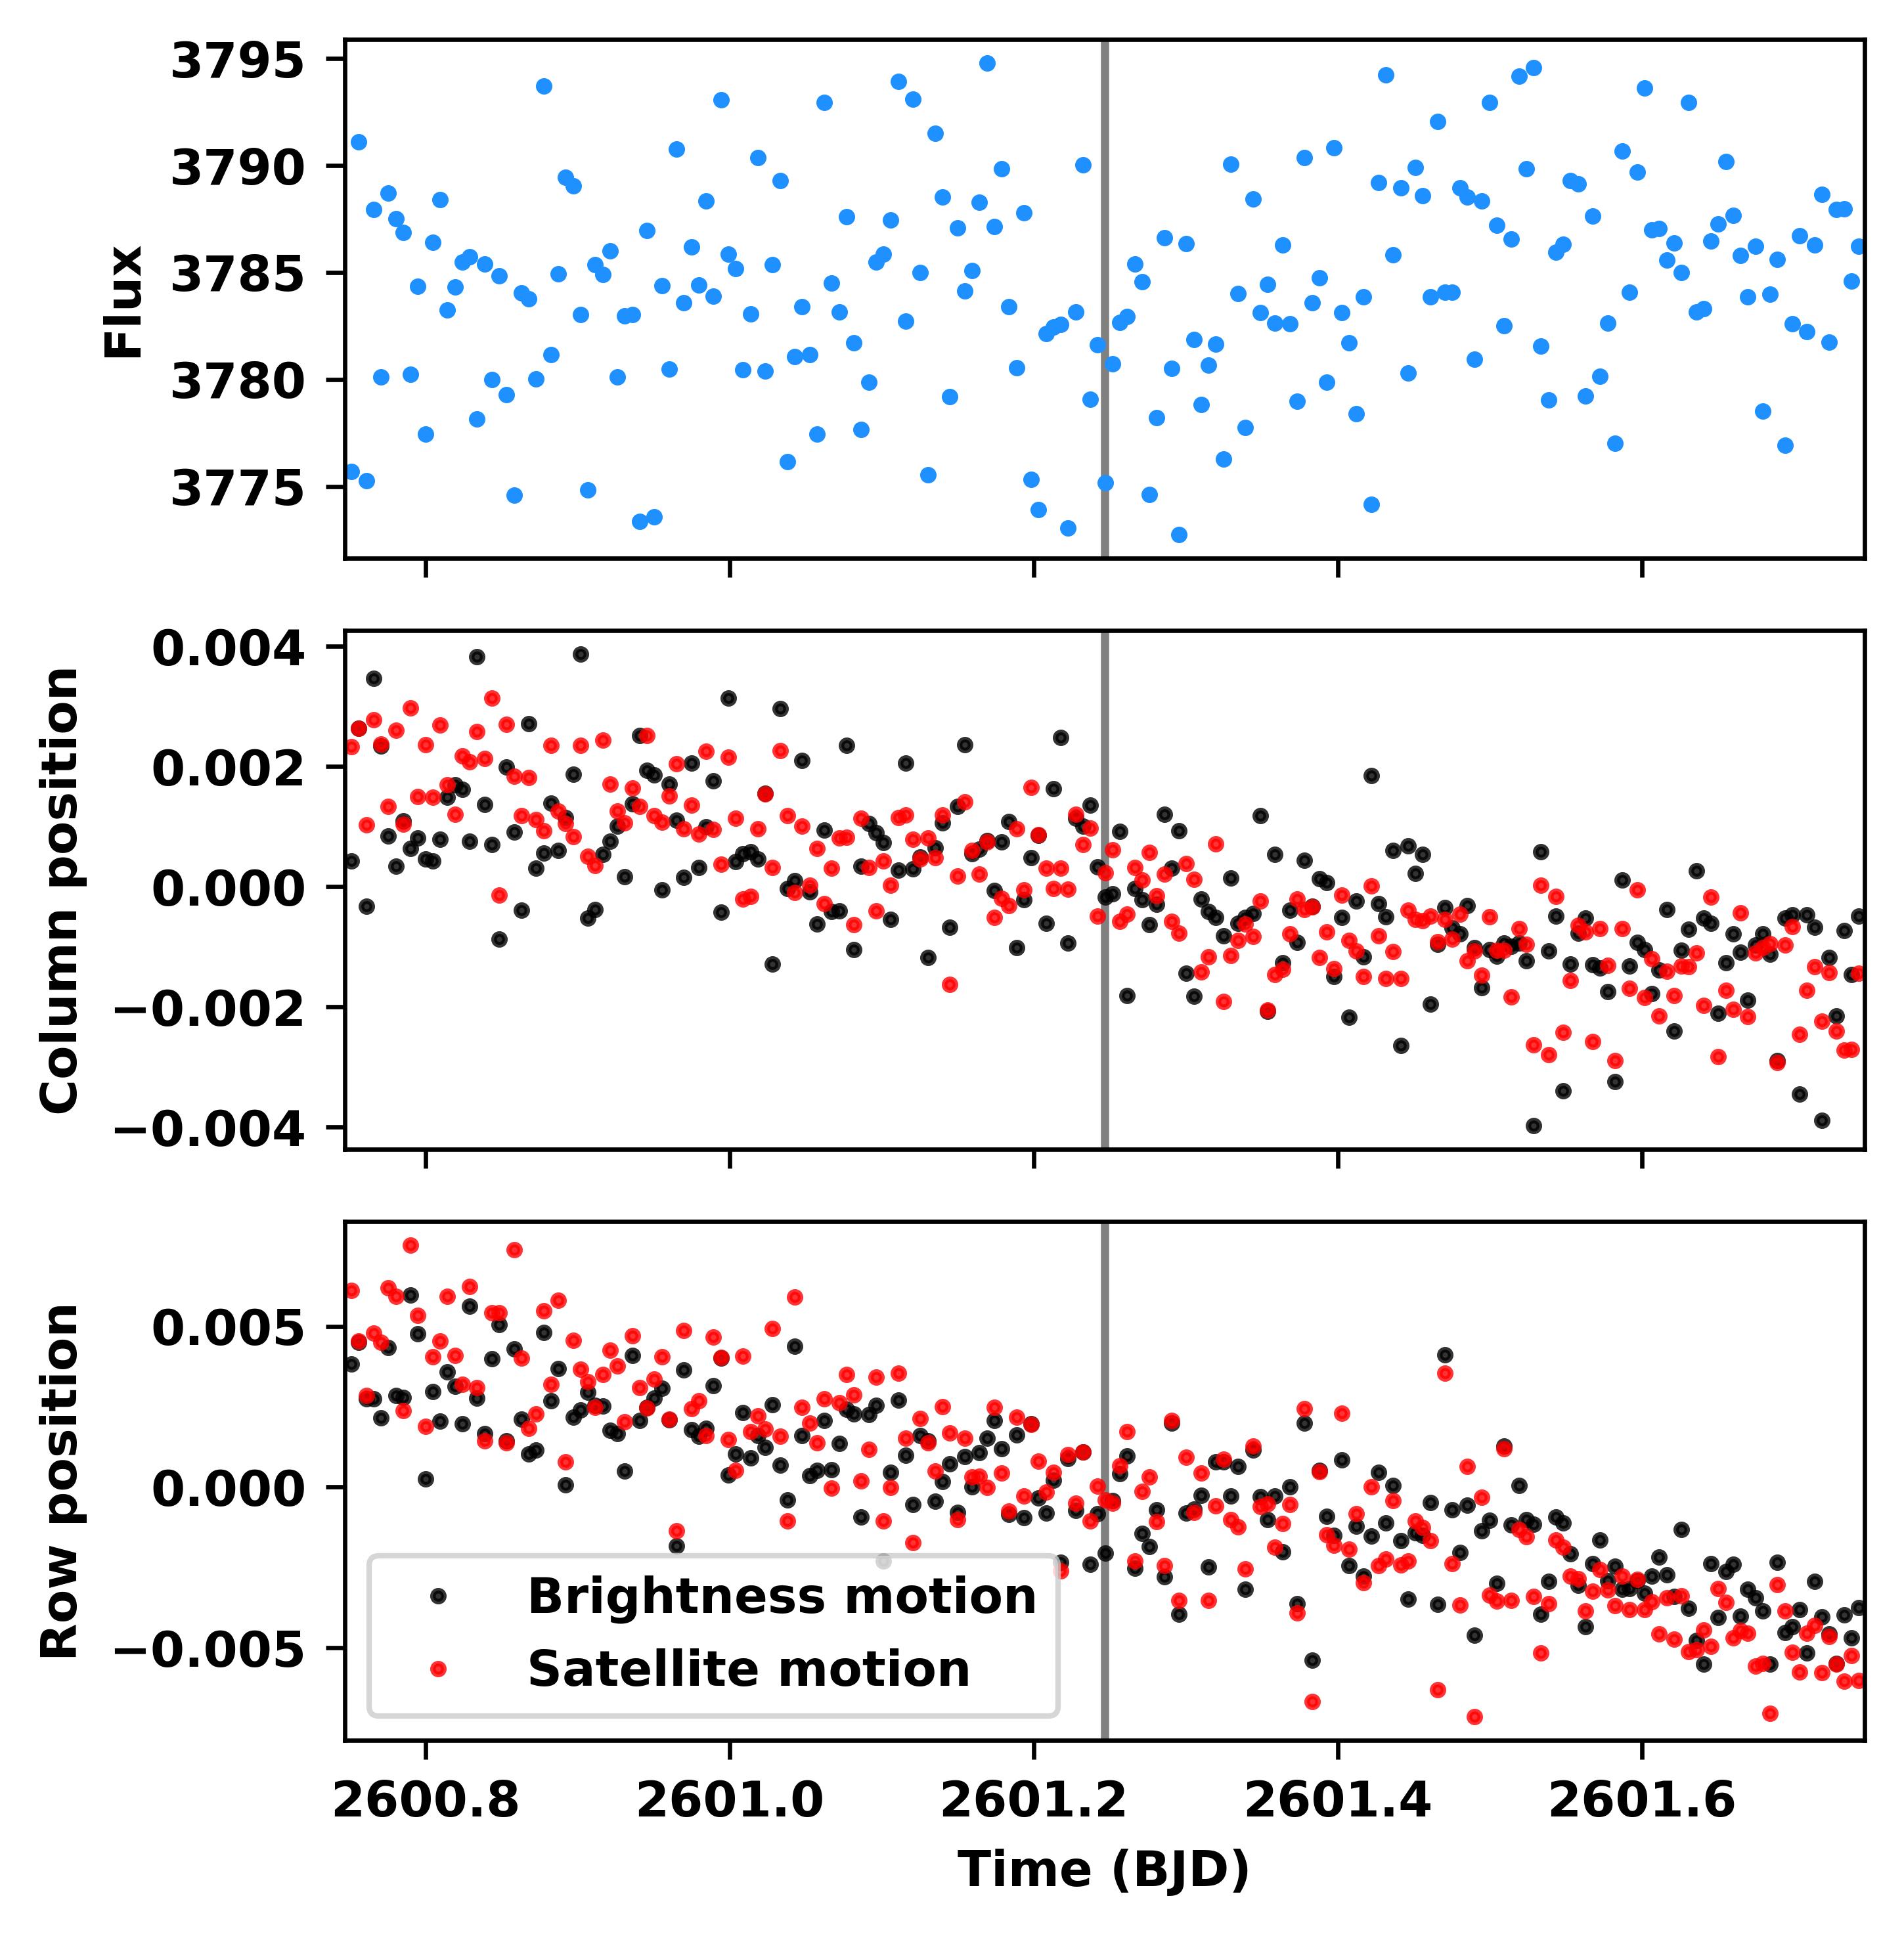 3795
3790
3785
3780
3775
Flux
0.004
0.002
0.000
−0.002
−0.004
Column position
0.005
0.000
−0.005
Row position
Brightness motion
Satellite motion
2600.8 2601.0 2601.2 2601.4 2601.6
Time (BJD)